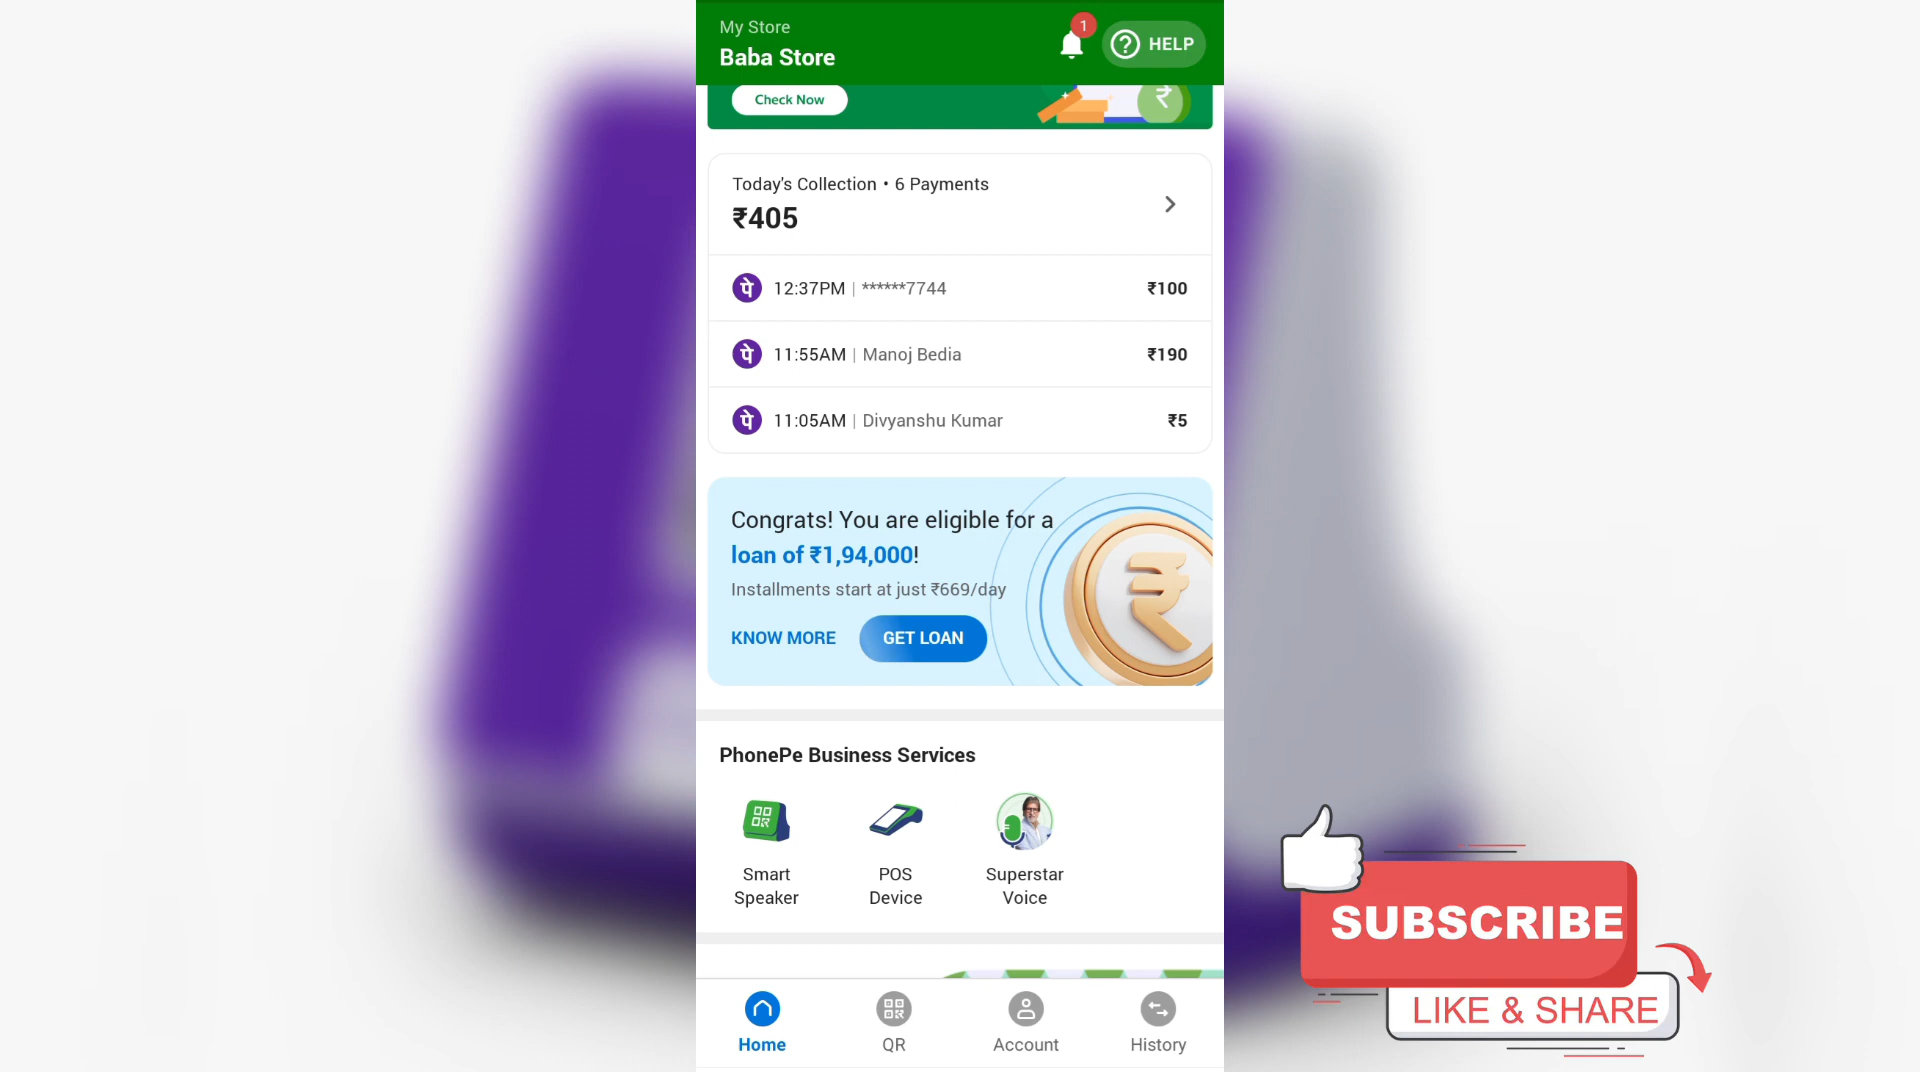 My Store
Baba Store
1
HELP
Check Now
₹
Today's Collection • 6 Payments
₹405
पे 12:37PM | ******7744 ₹100
पे 11:55AM | Manoj Bedia ₹190
पे 11:05AM | Divyanshu Kumar ₹5
Congrats! You are eligible for a
loan of ₹1,94,000!
Installments start at just ₹669/day
KNOW MORE GET LOAN
₹
PhonePe Business Services
Smart
Speaker
POS
Device
Superstar
Voice
Home QR Account History
SUBSCRIBE
LIKE & SHARE